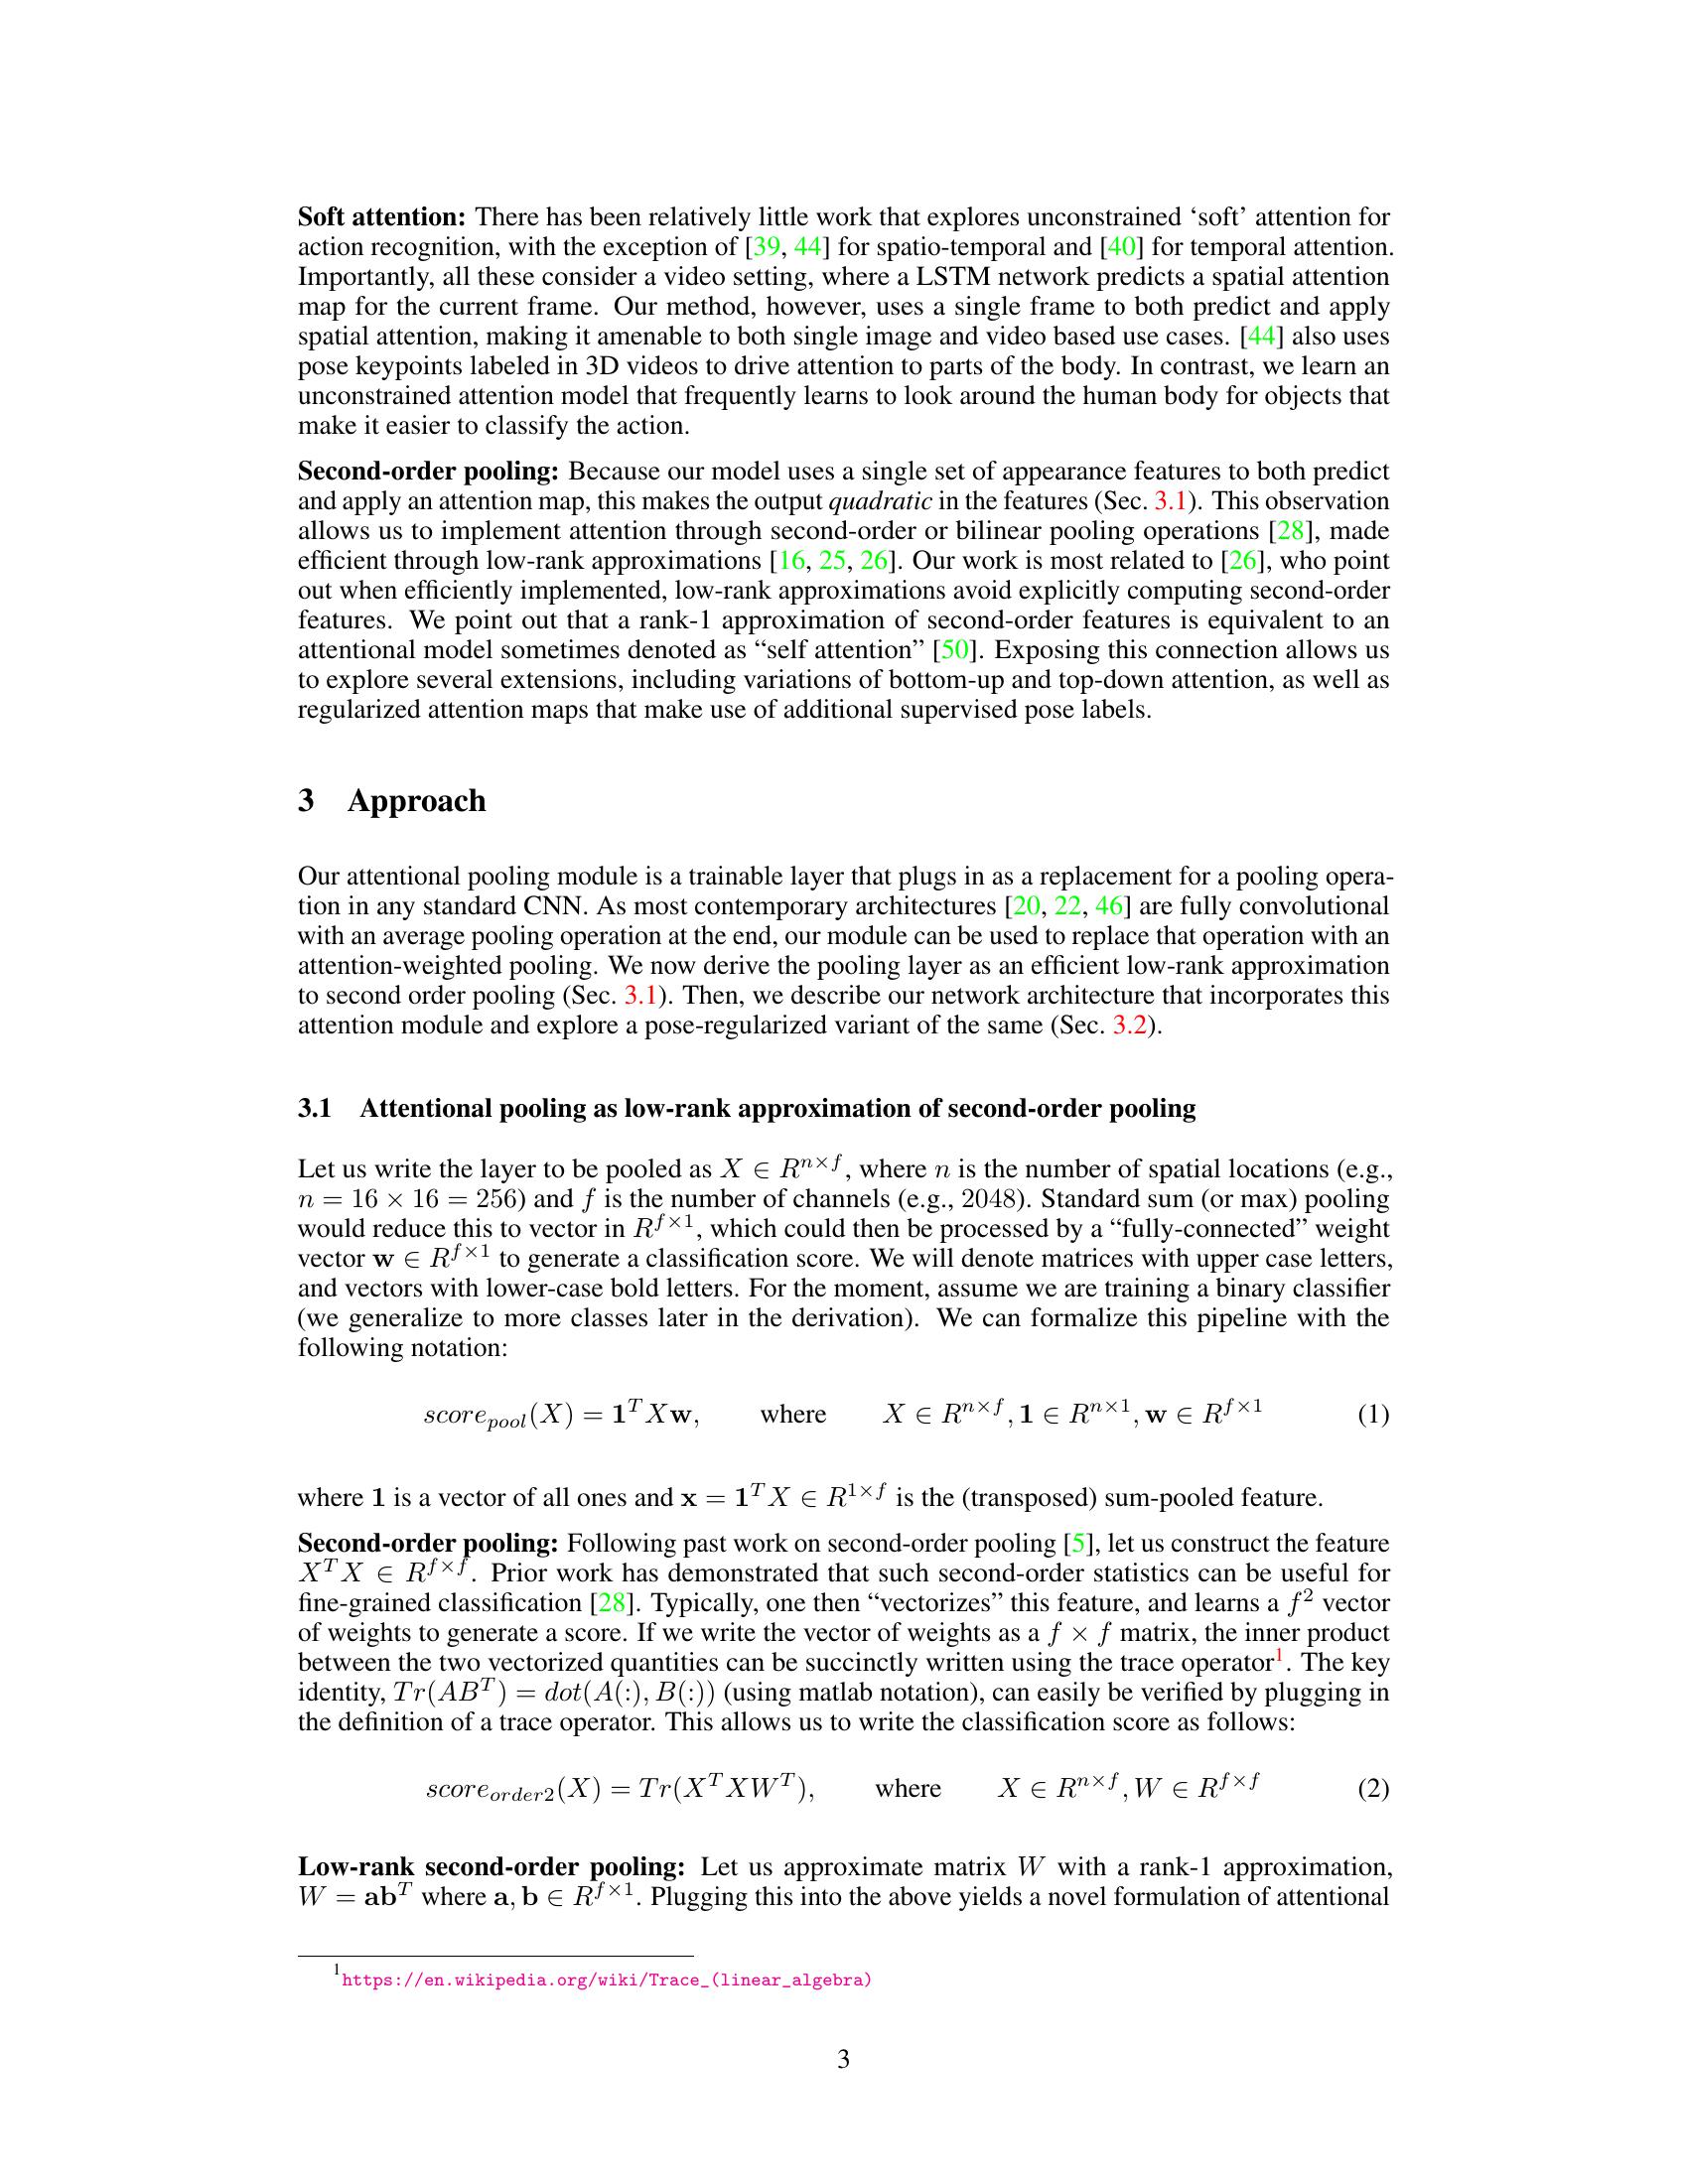 Soft attention: There has been relatively little work that explores unconstrained ‘soft’ attention for
action recognition, with the exception of [39, 44] for spatio-temporal and [40] for temporal attention.
Importantly, all these consider a video setting, where a LSTM network predicts a spatial attention
map for the current frame. Our method, however, uses a single frame to both predict and apply
spatial attention, making it amenable to both single image and video based use cases. [44] also uses
pose keypoints labeled in 3D videos to drive attention to parts of the body. In contrast, we learn an
unconstrained attention model that frequently learns to look around the human body for objects that
make it easier to classify the action.
Second-order pooling: Because our model uses a single set of appearance features to both predict
and apply an attention map, this makes the output quadratic in the features (Sec. 3.1). This observation
allows us to implement attention through second-order or bilinear pooling operations [28], made
efficient through low-rank approximations [16, 25, 26]. Our work is most related to [26], who point
out when efficiently implemented, low-rank approximations avoid explicitly computing second-order
features. We point out that a rank-1 approximation of second-order features is equivalent to an
attentional model sometimes denoted as “self attention” [50]. Exposing this connection allows us
to explore several extensions, including variations of bottom-up and top-down attention, as well as
regularized attention maps that make use of additional supervised pose labels.
3 Approach
Our attentional pooling module is a trainable layer that plugs in as a replacement for a pooling opera-
tion in any standard CNN. As most contemporary architectures [20, 22, 46] are fully convolutional
with an average pooling operation at the end, our module can be used to replace that operation with an
attention-weighted pooling. We now derive the pooling layer as an efficient low-rank approximation
to second order pooling (Sec. 3.1). Then, we describe our network architecture that incorporates this
attention module and explore a pose-regularized variant of the same (Sec. 3.2).
3.1 Attentional pooling as low-rank approximation of second-order pooling
Let us write the layer to be pooled as $X \in R^{n \times f}$, where $n$ is the number of spatial locations (e.g.,
$n = 16 \times 16 = 256$) and $f$ is the number of channels (e.g., 2048). Standard sum (or max) pooling
would reduce this to vector in $R^{f \times 1}$, which could then be processed by a “fully-connected” weight
vector $\mathbf{w} \in R^{f \times 1}$ to generate a classification score. We will denote matrices with upper case letters,
and vectors with lower-case bold letters. For the moment, assume we are training a binary classifier
(we generalize to more classes later in the derivation). We can formalize this pipeline with the
following notation:
$score_{pool}(X) = \mathbf{1}^T X\mathbf{w},$ where $X \in R^{n \times f}, \mathbf{1} \in R^{n \times 1}, \mathbf{w} \in R^{f \times 1}$ (1)
where $\mathbf{1}$ is a vector of all ones and $\mathbf{x} = \mathbf{1}^T X \in R^{1 \times f}$ is the (transposed) sum-pooled feature.
Second-order pooling: Following past work on second-order pooling [5], let us construct the feature
$X^T X \in R^{f \times f}$. Prior work has demonstrated that such second-order statistics can be useful for
fine-grained classification [28]. Typically, one then “vectorizes” this feature, and learns a $f^2$ vector
of weights to generate a score. If we write the vector of weights as a $f \times f$ matrix, the inner product
between the two vectorized quantities can be succinctly written using the trace operator$^1$. The key
identity, $Tr(AB^T) = dot(A(:), B(:))$ (using matlab notation), can easily be verified by plugging in
the definition of a trace operator. This allows us to write the classification score as follows:
$score_{order2}(X) = Tr(X^T XW^T),$ where $X \in R^{n \times f}, W \in R^{f \times f}$ (2)
Low-rank second-order pooling: Let us approximate matrix $W$ with a rank-1 approximation,
$W = \mathbf{ab}^T$ where $\mathbf{a}, \mathbf{b} \in R^{f \times 1}$. Plugging this into the above yields a novel formulation of attentional
$^1$https://en.wikipedia.org/wiki/Trace_(linear_algebra)
3